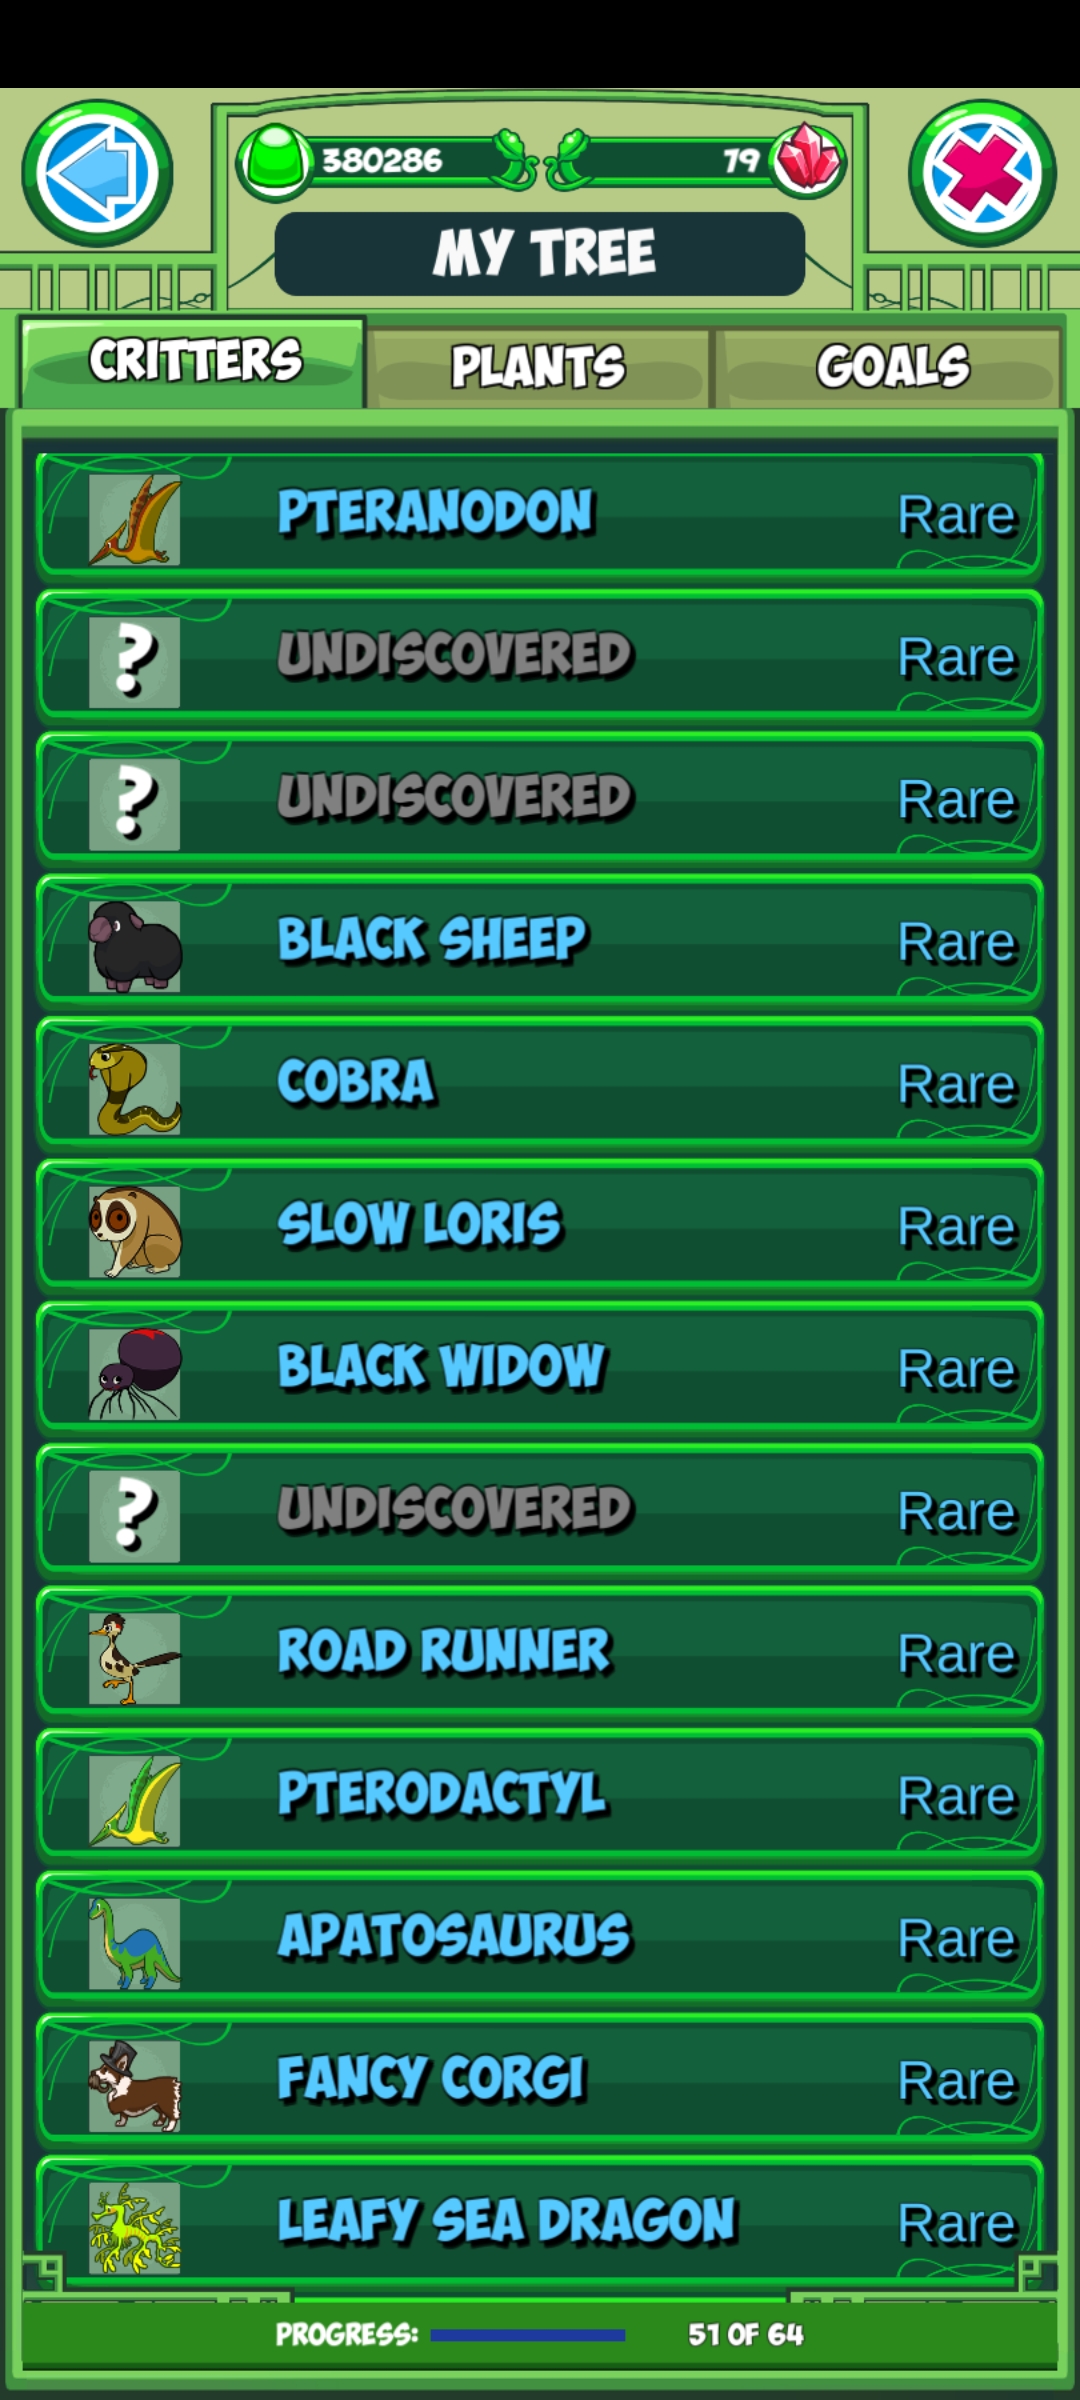 380286
79
MY TREE
CRITTERS
PLANTS
GOALS
PTERANODON Rare
? UNDISCOVERED Rare
? UNDISCOVERED Rare
BLACK SHEEP Rare
COBRA Rare
SLOW LORIS Rare
BLACK WIDOW Rare
? UNDISCOVERED Rare
ROAD RUNNER Rare
PTERODACTYL Rare
APATOSAURUS Rare
FANCY CORGI Rare
LEAFY SEA DRAGON Rare
PROGRESS: 51 OF 64